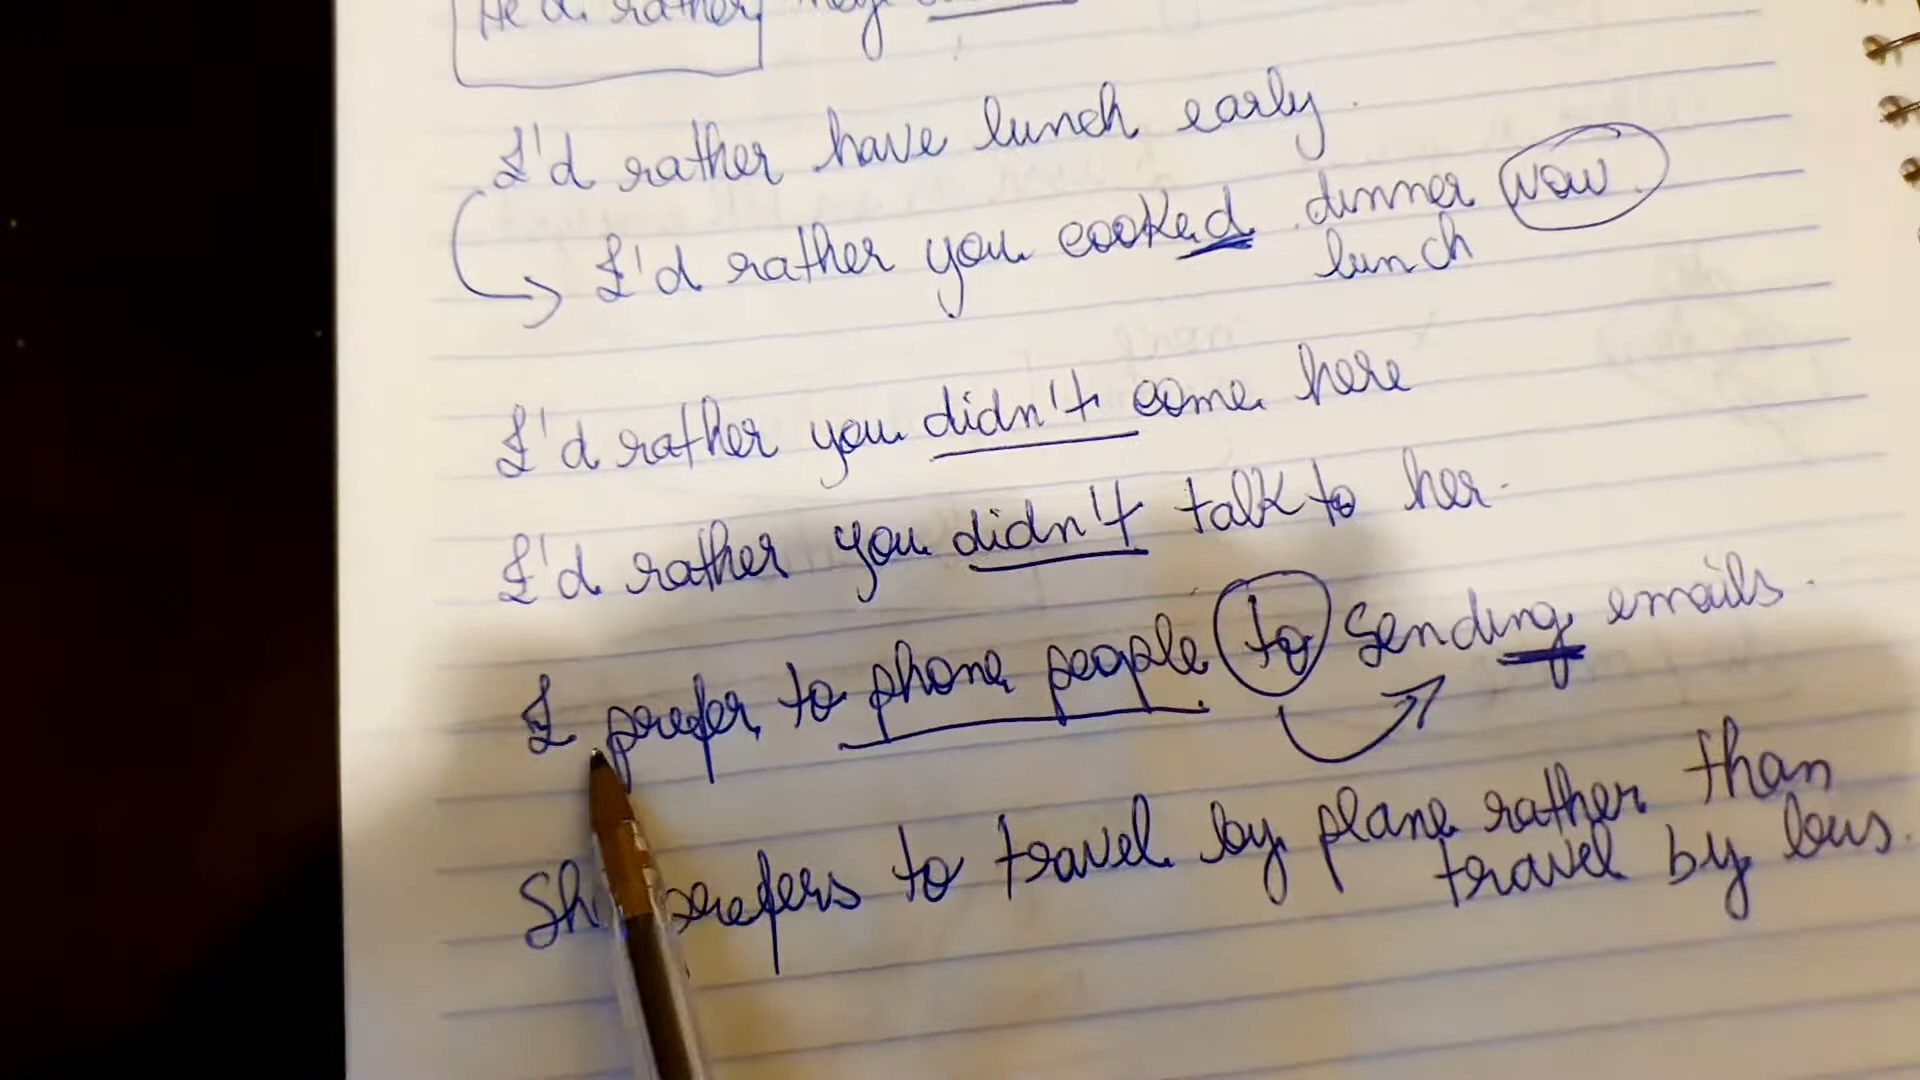 He'd rather
I'd rather have lunch early.
I'd rather you cooked dinner now.
lunch
I'd rather you didn't come here
I'd rather you didn't talk to her.
I prefer to phone people to sending emails.
She prefers to travel by plane rather than
travel by bus.